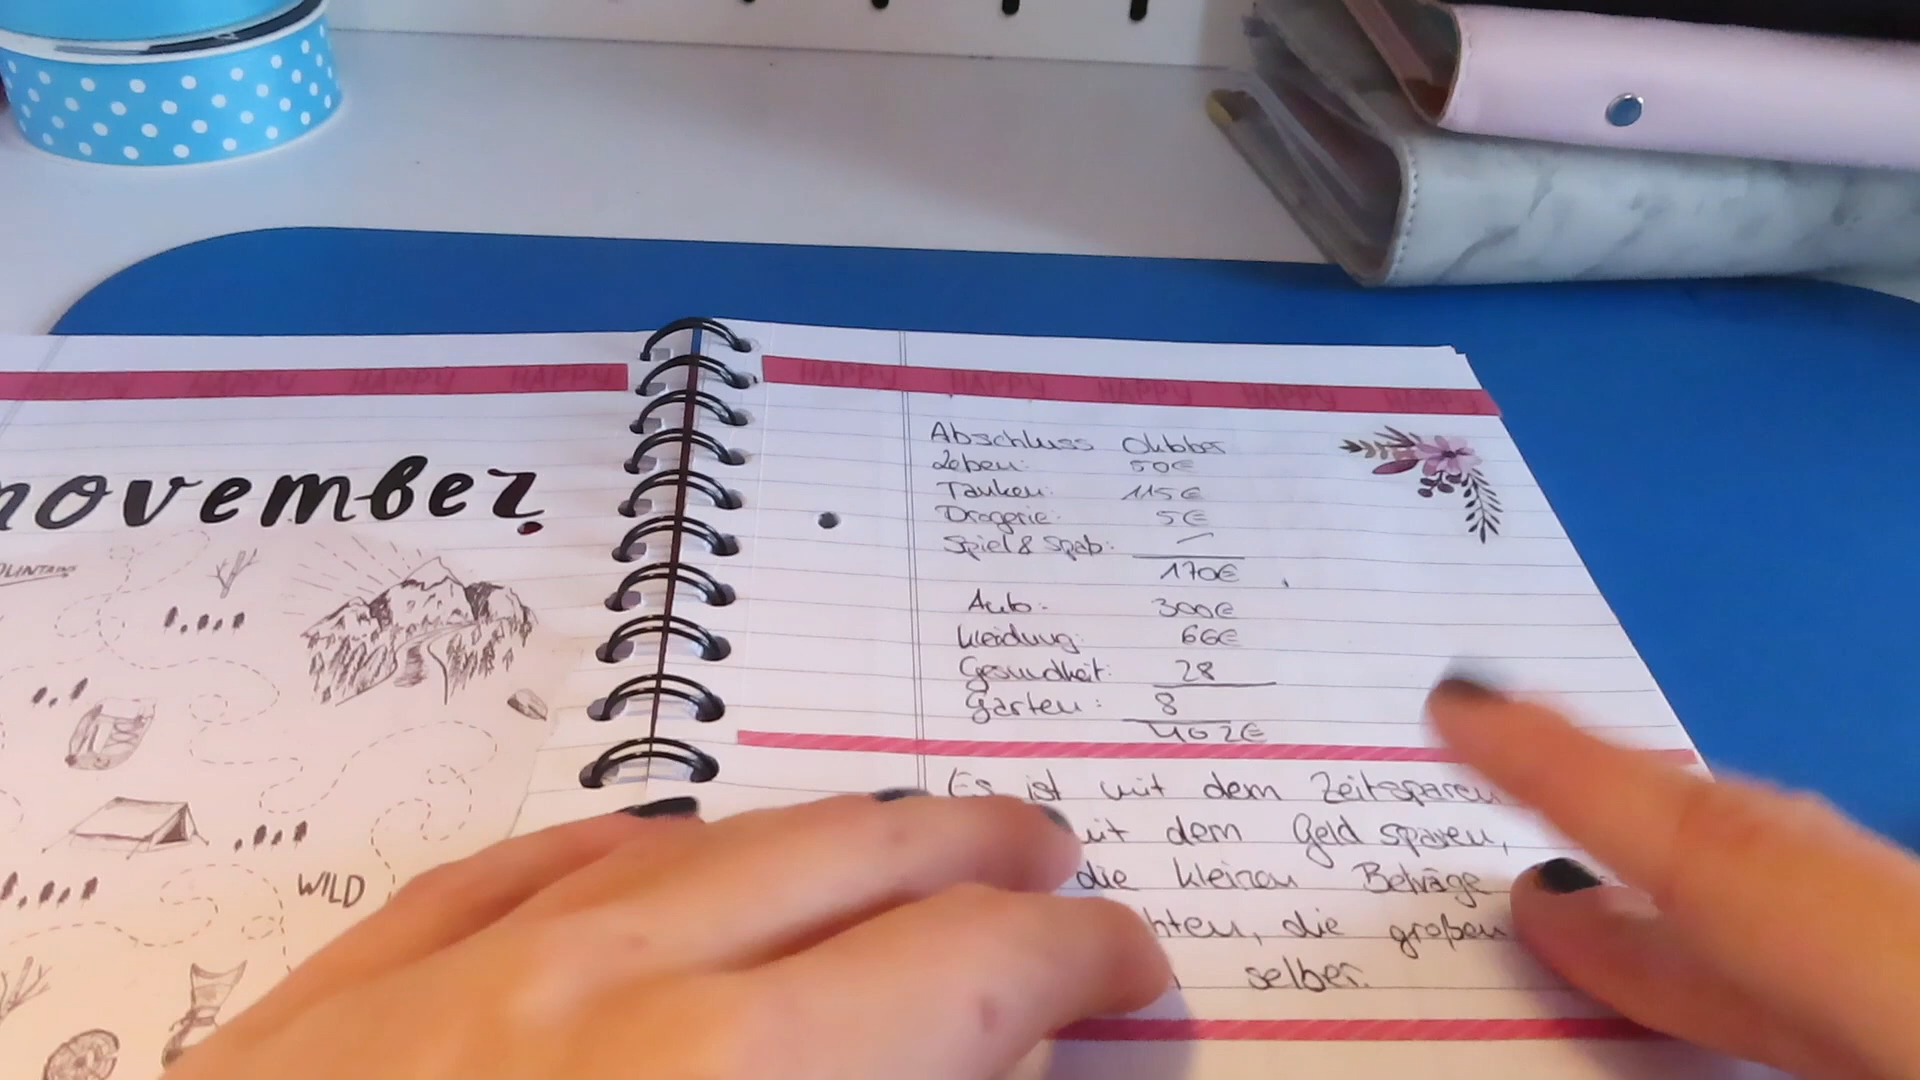 HAPPY HAPPY HAPPY HAPPY
november
WILD
HAPPY HAPPY HAPPY HAPPY HAPPY
Abschluss Oktober
Leben: 50€
Tanken: 115€
Drogerie: 5€
Spiel & Spaß: –
170€
Auto: 300€
Kleidung: 66€
Gesundheit: 28
Garten: 8
402€
Es ist mit dem Zeitsparen
mit dem Geld sparen,
die kleinen Beträge
hten, die großen
selber.